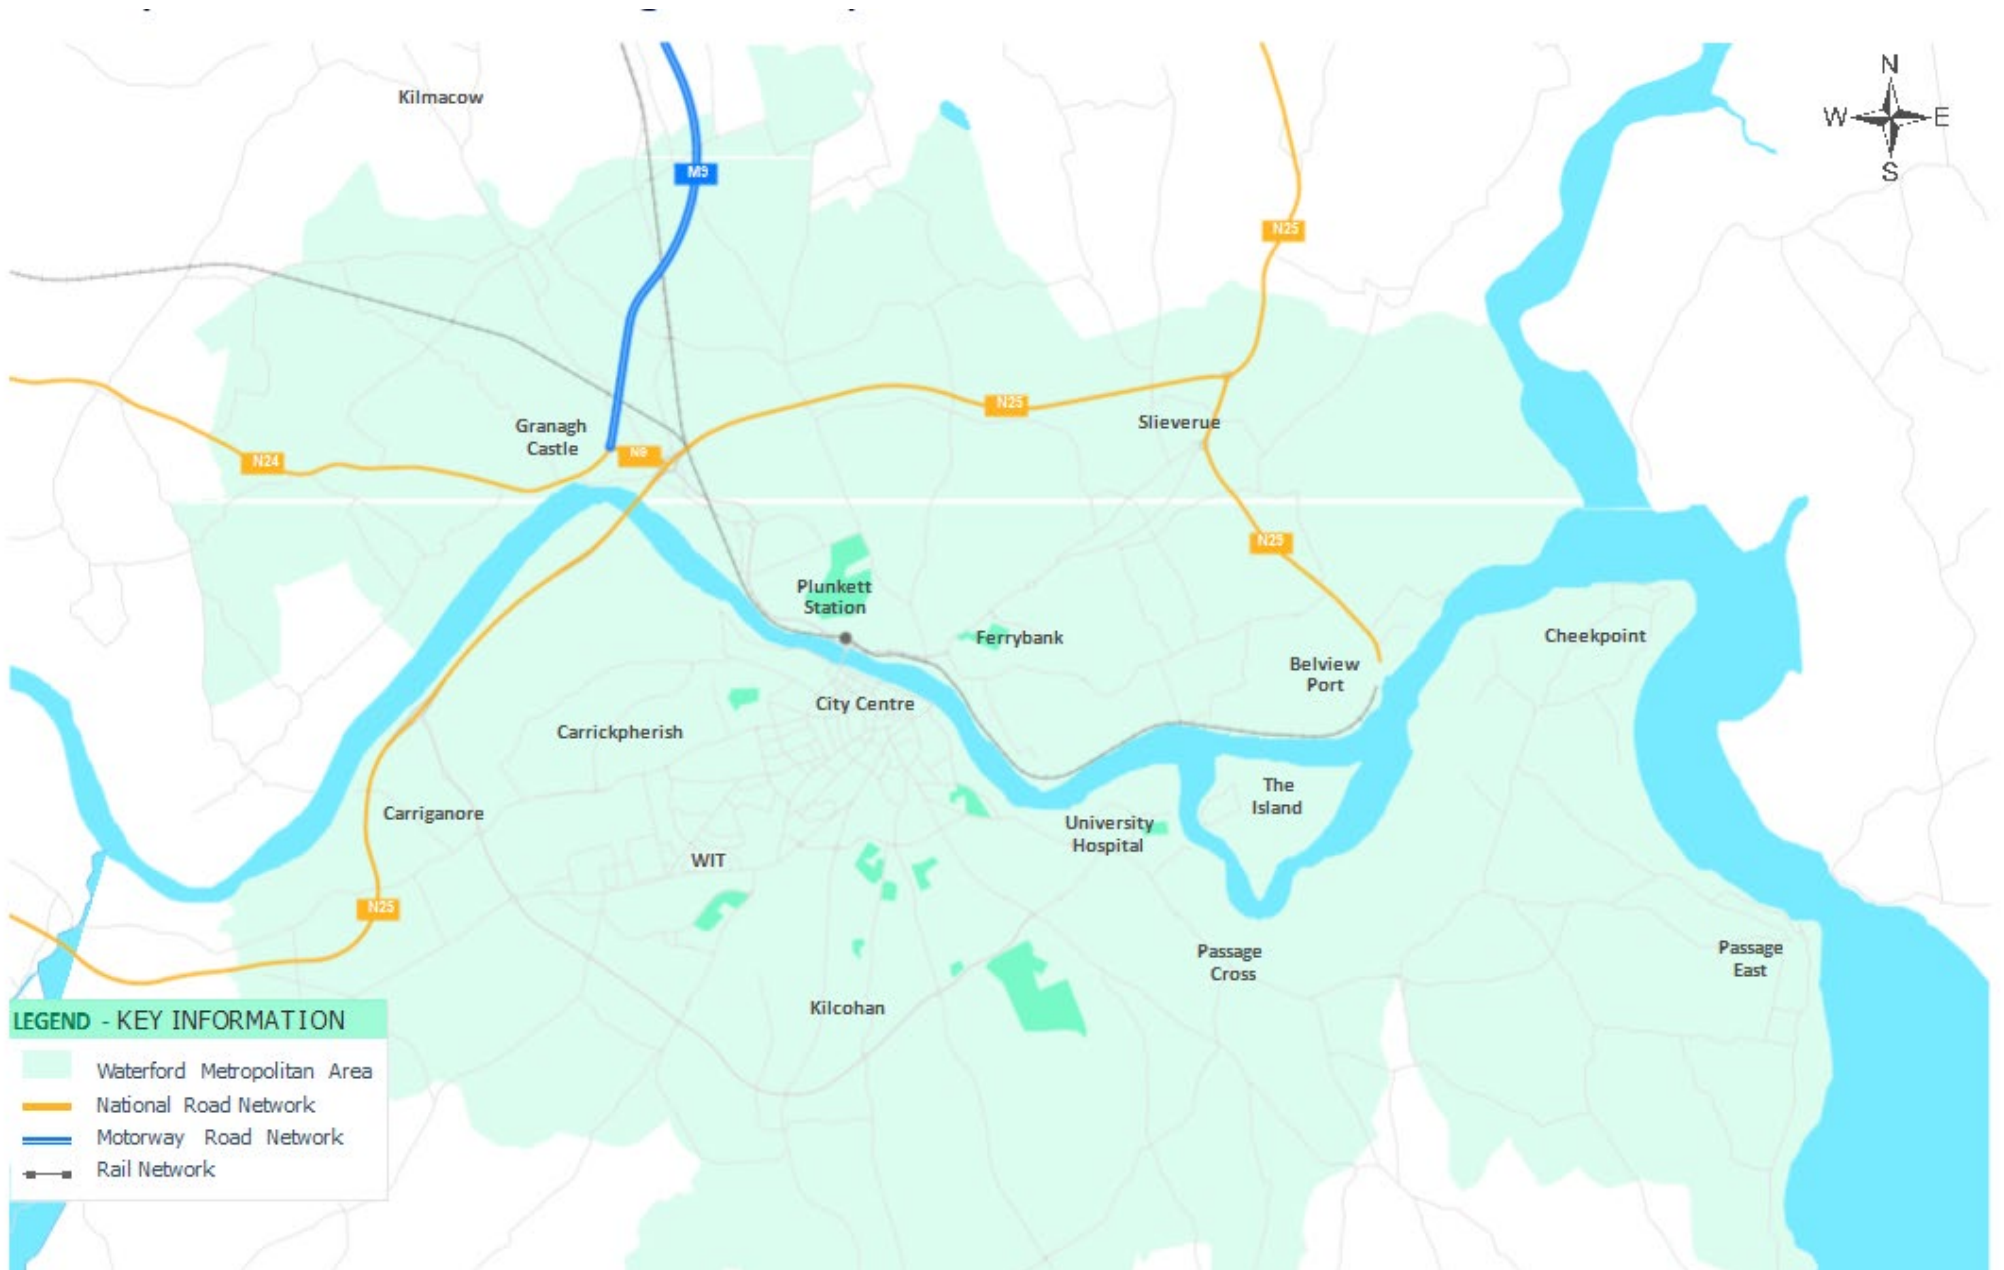 N
W E
S
Kilmacow
M9
N25
N25
Granagh
Castle
Slieverue
N9
N24
N25
Plunkett
Station
Ferrybank
Cheekpoint
Belview
Port
City Centre
Carrickpherish
The
Island
Carriganore
University
Hospital
WIT
N25
Passage
Cross
Passage
East
Kilcohan
LEGEND - KEY INFORMATION
Waterford Metropolitan Area
National Road Network
Motorway Road Network
Rail Network